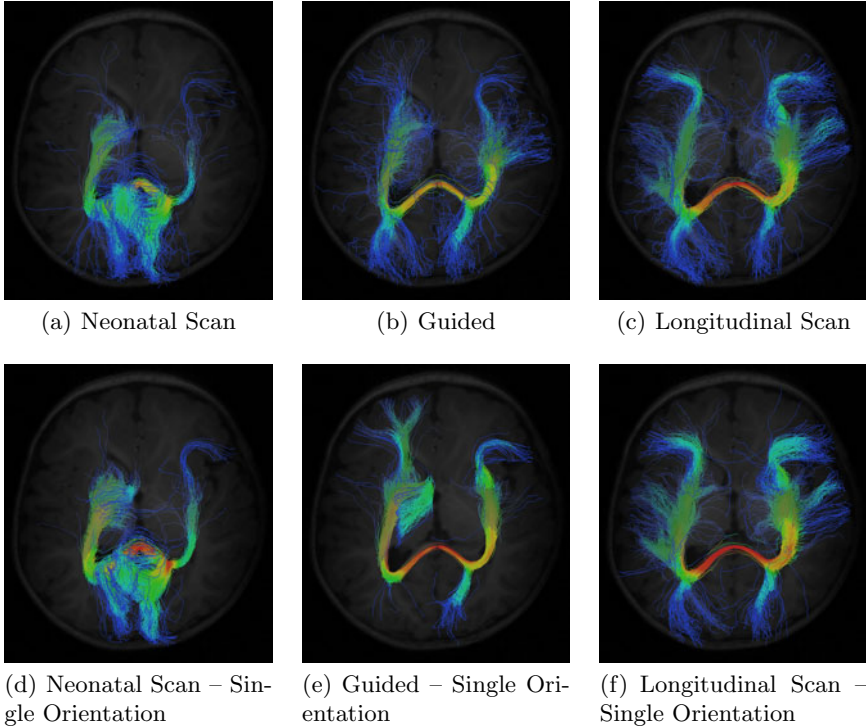 (a) Neonatal Scan
(b) Guided
(c) Longitudinal Scan
(d) Neonatal Scan – Sin-
gle Orientation
(e) Guided – Single Ori-
entation
(f) Longitudinal Scan –
Single Orientation